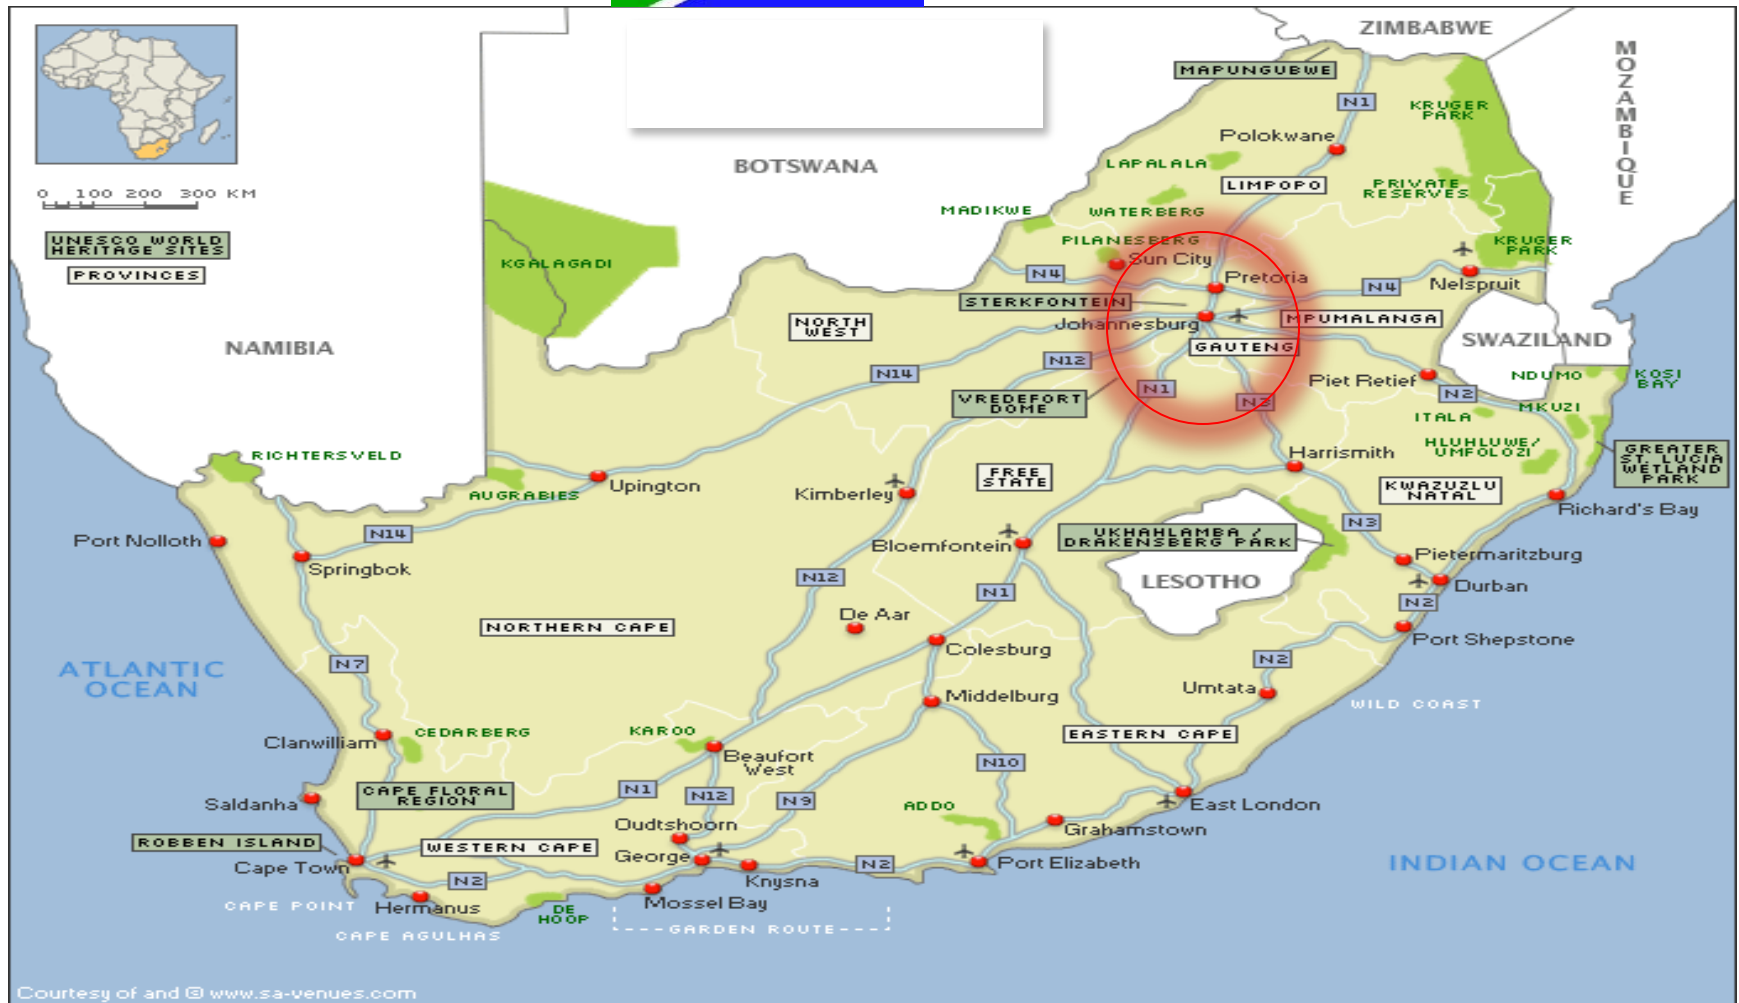 ZIMBABWE
MOZAMBIQUE
MAPUNGUBWE
N1
KRUGER
PARK
Polokwane
BOTSWANA
LAPALALA
LIMPOPO
PRIVATE
RESERVES
0 100 200 300 KM
MADIKWE
WATERBERG
UNESCO WORLD
HERITAGE SITES
PILANESBERG
KRUGER
PARK
PROVINCES
KGALAGADI
Sun City
N4
Pretoria
N4
Nelspruit
STERKFONTEIN
NORTH
WEST
Johannesburg
MPUMALANGA
NAMIBIA
GAUTENG
SWAZILAND
N12
N14
Piet Retief
NDUMO
KOSI
BAY
N1
N3
N2
VREDEFORT
DOME
ITALA
MKUZI
RICHTERSVELD
HLUHLUWE/
UMFOLOZI
GREATER
ST. LUCIA
WETLAND
PARK
Harrismith
FREE
STATE
AUGRABIES
Upington
Kimberley
KWAZUZLU
NATAL
Richard's Bay
N14
N3
Port Nolloth
Bloemfontein
UKHAHLAMBA /
DRAKENSBERG PARK
Pietermaritzburg
Springbok
N12
LESOTHO
Durban
N1
N2
De Aar
NORTHERN CAPE
Port Shepstone
Colesburg
N7
N2
ATLANTIC
OCEAN
Middelburg
Umtata
WILD COAST
Clanwilliam
CEDARBERG
KAROO
EASTERN CAPE
Beaufort
West
N10
CAPE FLORAL
REGION
N1
N12
N9
Saldanha
ADDO
East London
Oudtshoorn
Grahamstown
ROBBEN ISLAND
WESTERN CAPE
George
Cape Town
N2
Port Elizabeth
INDIAN OCEAN
N2
Knysna
CAPE POINT
Hermanus
DE
HOOP
Mossel Bay
GARDEN ROUTE
CAPE AGULHAS
Courtesy of and © www.sa-venues.com